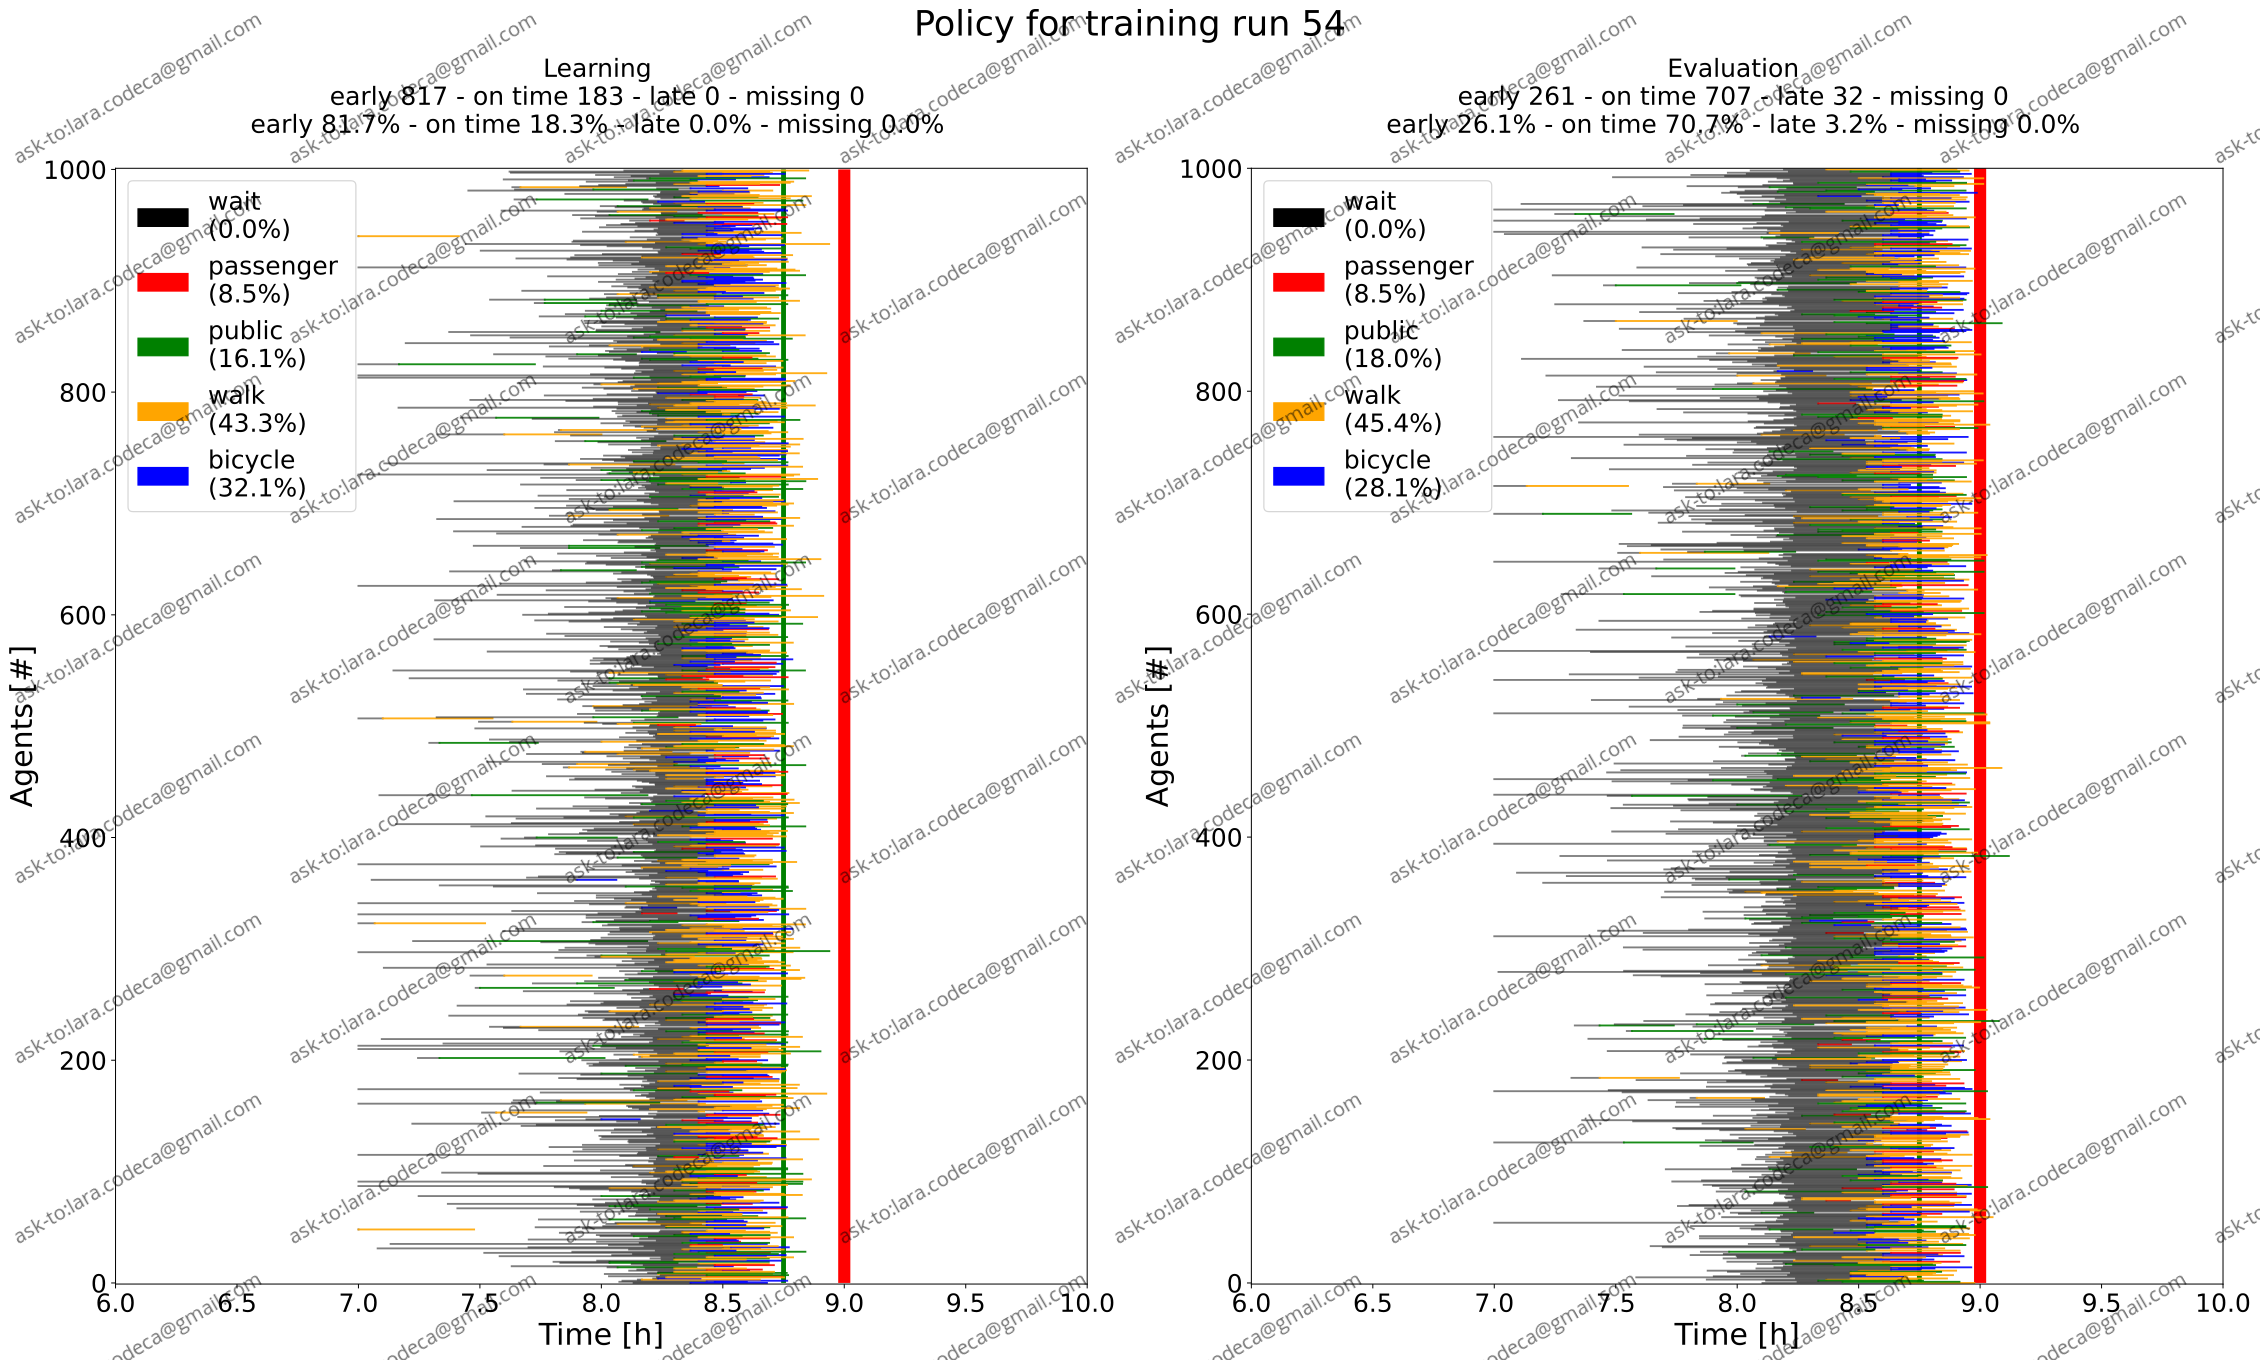 Policy for training run 54
Learning
early 817 - on time 183 - late 0 - missing 0
early 81.7% - on time 18.3% - late 0.0% - missing 0.0%
wait
(0.0%)
passenger
(8.5%)
public
(16.1%)
walk
(43.3%)
bicycle
(32.1%)
Agents [#]
1000
800
600
400
200
0
6.0 6.5 7.0 7.5 8.0 8.5 9.0 9.5 10.0
Time [h]
Evaluation
early 261 - on time 707 - late 32 - missing 0
early 26.1% - on time 70.7% - late 3.2% - missing 0.0%
wait
(0.0%)
passenger
(8.5%)
public
(18.0%)
walk
(45.4%)
bicycle
(28.1%)
Agents [#]
1000
800
600
400
200
0
6.0 6.5 7.0 7.5 8.0 8.5 9.0 9.5 10.0
Time [h]
ask-to:lara.codeca@gmail.com